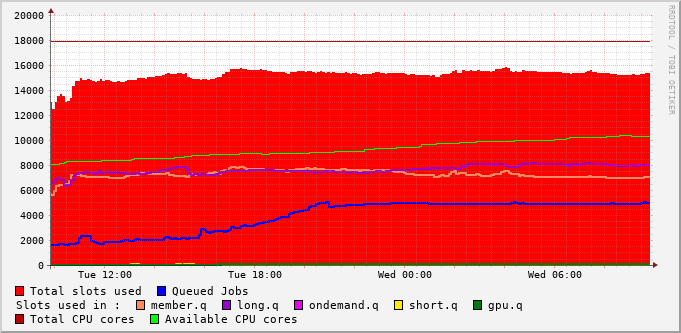 20000
18000
16000
14000
12000
10000
8000
6000
4000
2000
0
Tue 12:00 Tue 18:00 Wed 00:00 Wed 06:00
RRDTOOL / TOBI OETIKER
Total slots used Queued Jobs
Slots used in : member.q long.q ondemand.q short.q gpu.q
Total CPU cores Available CPU cores